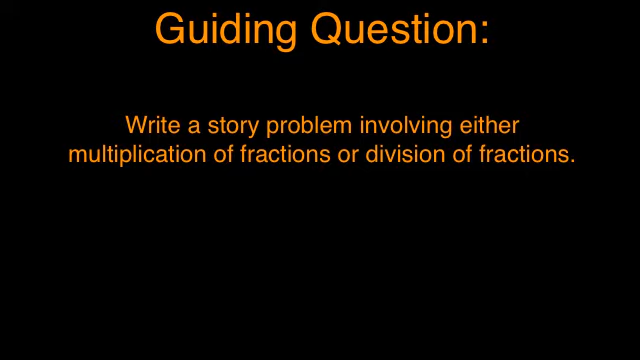 Guiding Question:
Write a story problem involving either
multiplication of fractions or division of fractions.